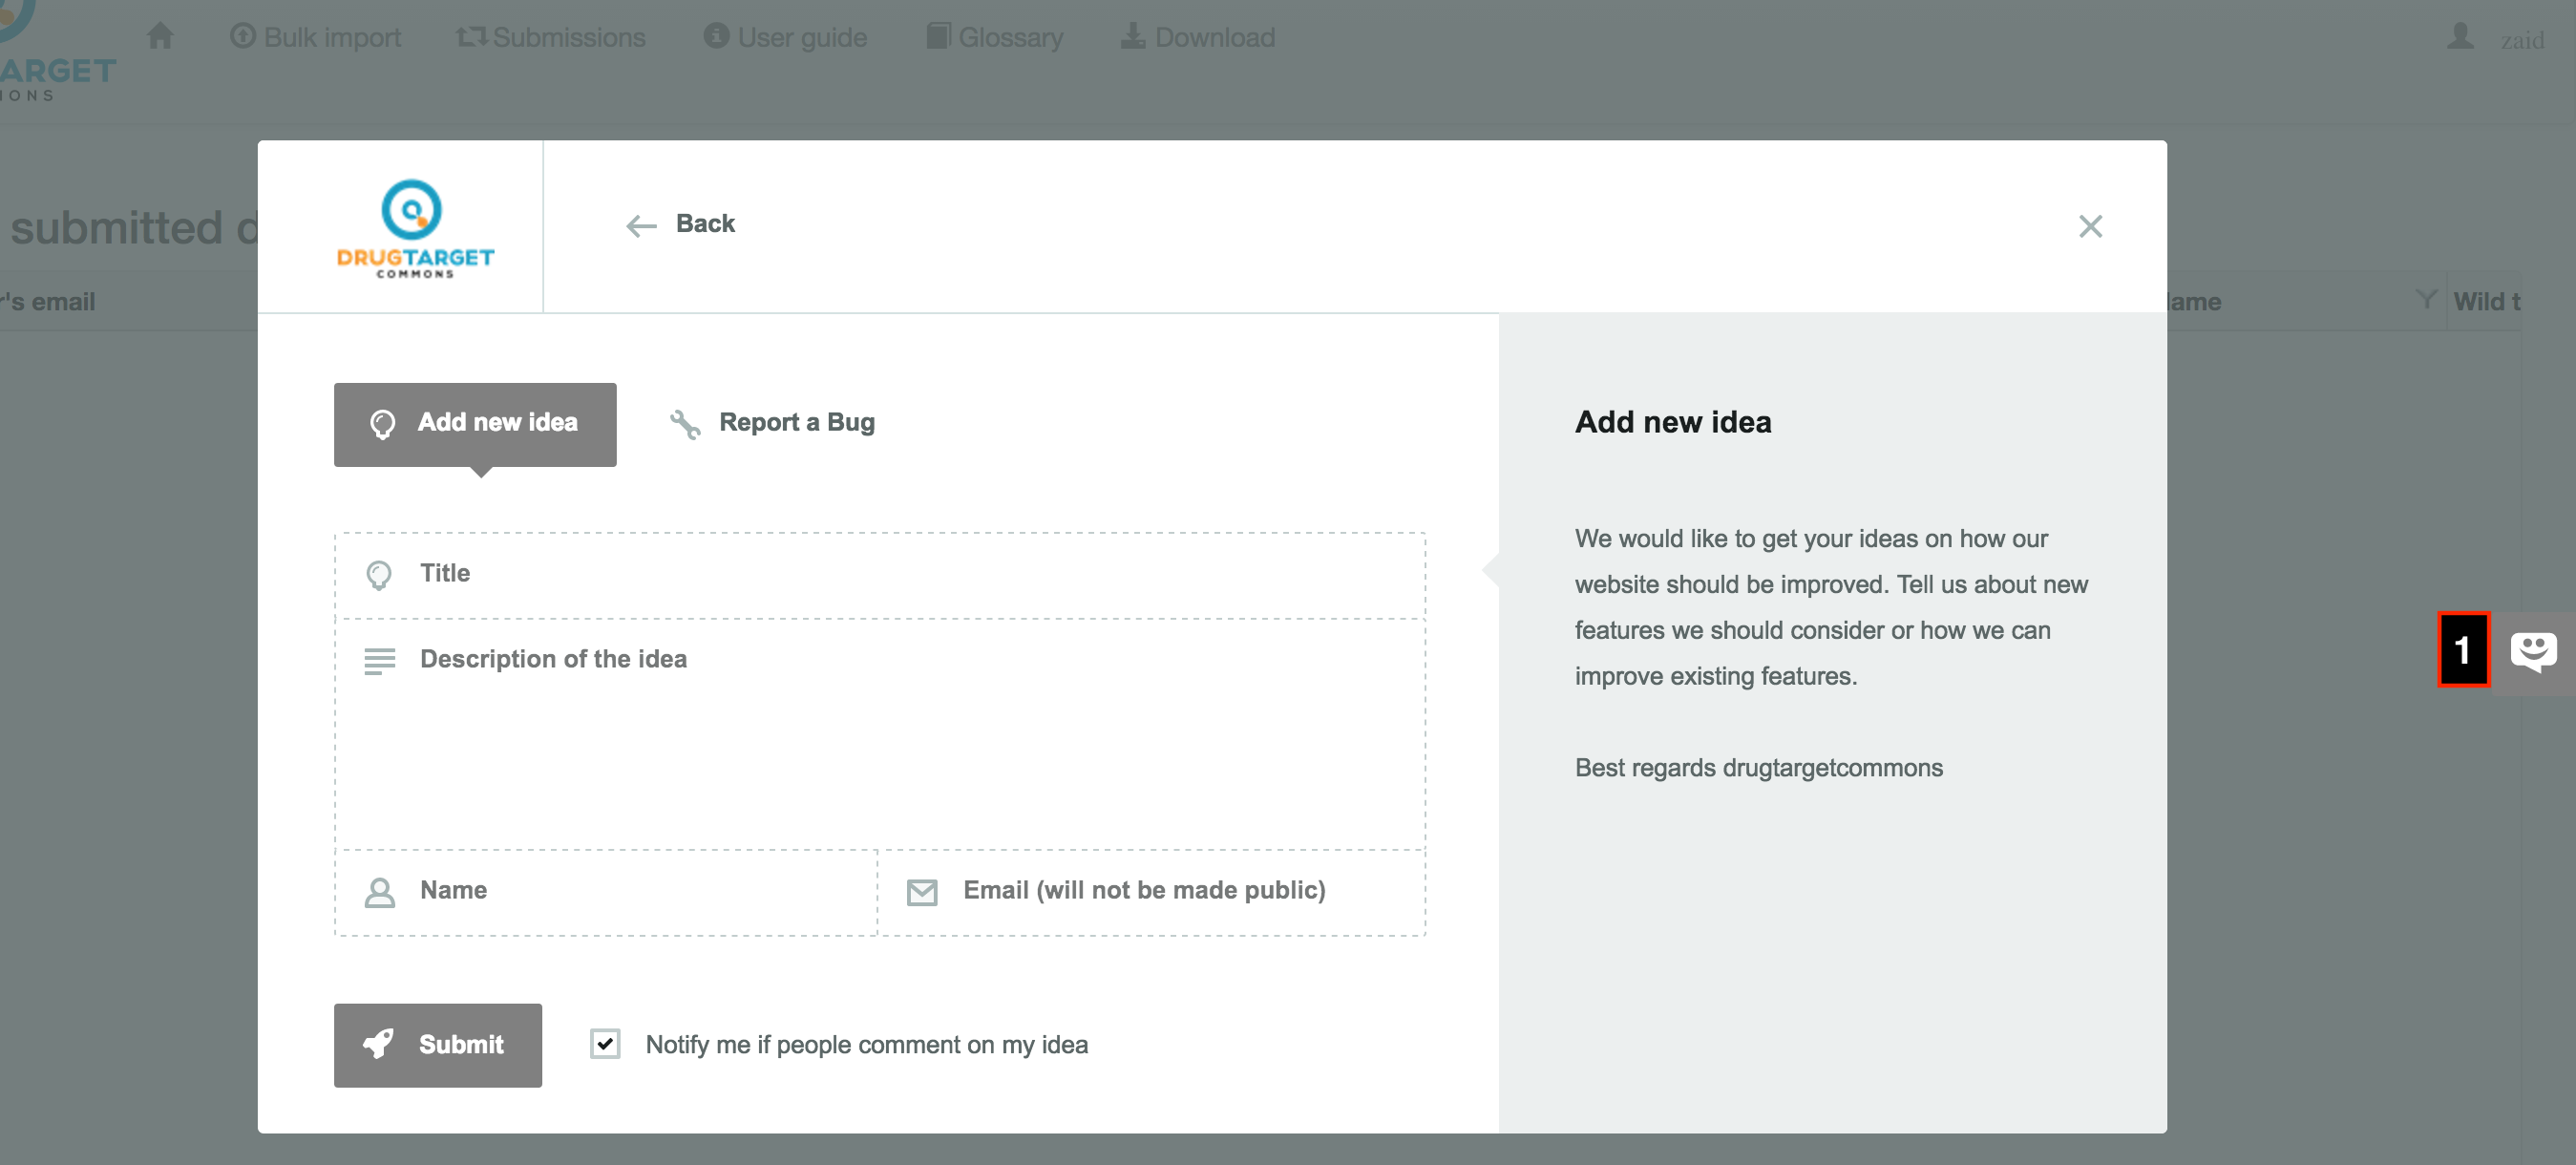 Bulk import
Submissions
User guide
Glossary
Download
zaid
ARGET
submitted
DRUGTARGET
COMMONS
Back
's email
Wild
Add new idea
Report a Bug
Add new idea
Title
Description of the idea
We would like to get your ideas on how our
website should be improved. Tell us about new
features we should consider or how we can
improve existing features.
Best regards drugtargetcommons
1
Name
Email (will not be made public)
Submit
Notify me if people comment on my idea